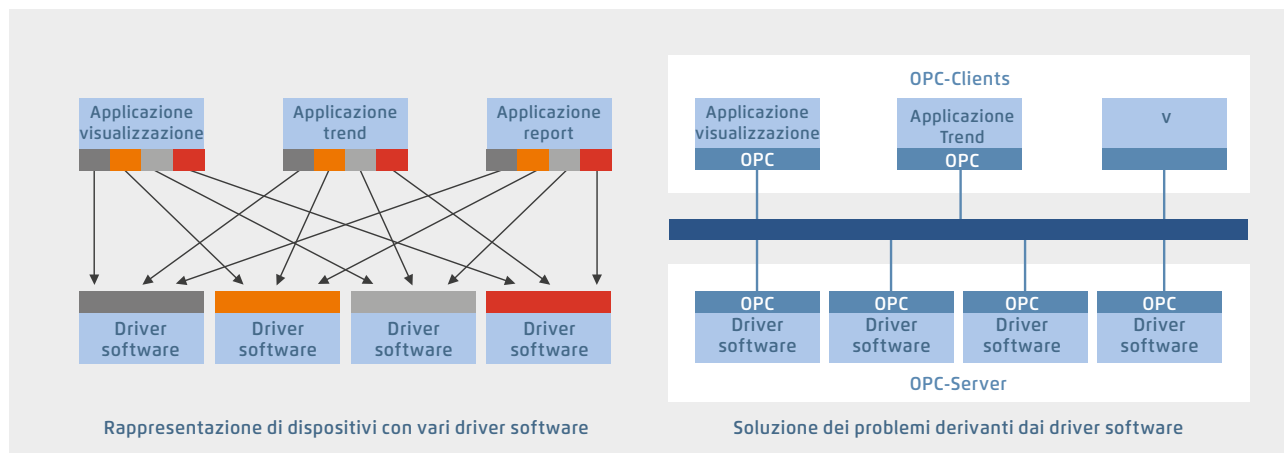 Applicazione
visualizzazione
Applicazione
trend
Applicazione
report
Driver
software
Driver
software
Driver
software
Driver
software
Rappresentazione di dispositivi con vari driver software
OPC-Clients
Applicazione
visualizzazione
OPC
Applicazione
Trend
OPC
v
OPC
Driver
software
OPC
Driver
software
OPC
Driver
software
OPC
Driver
software
OPC-Server
Soluzione dei problemi derivanti dai driver software